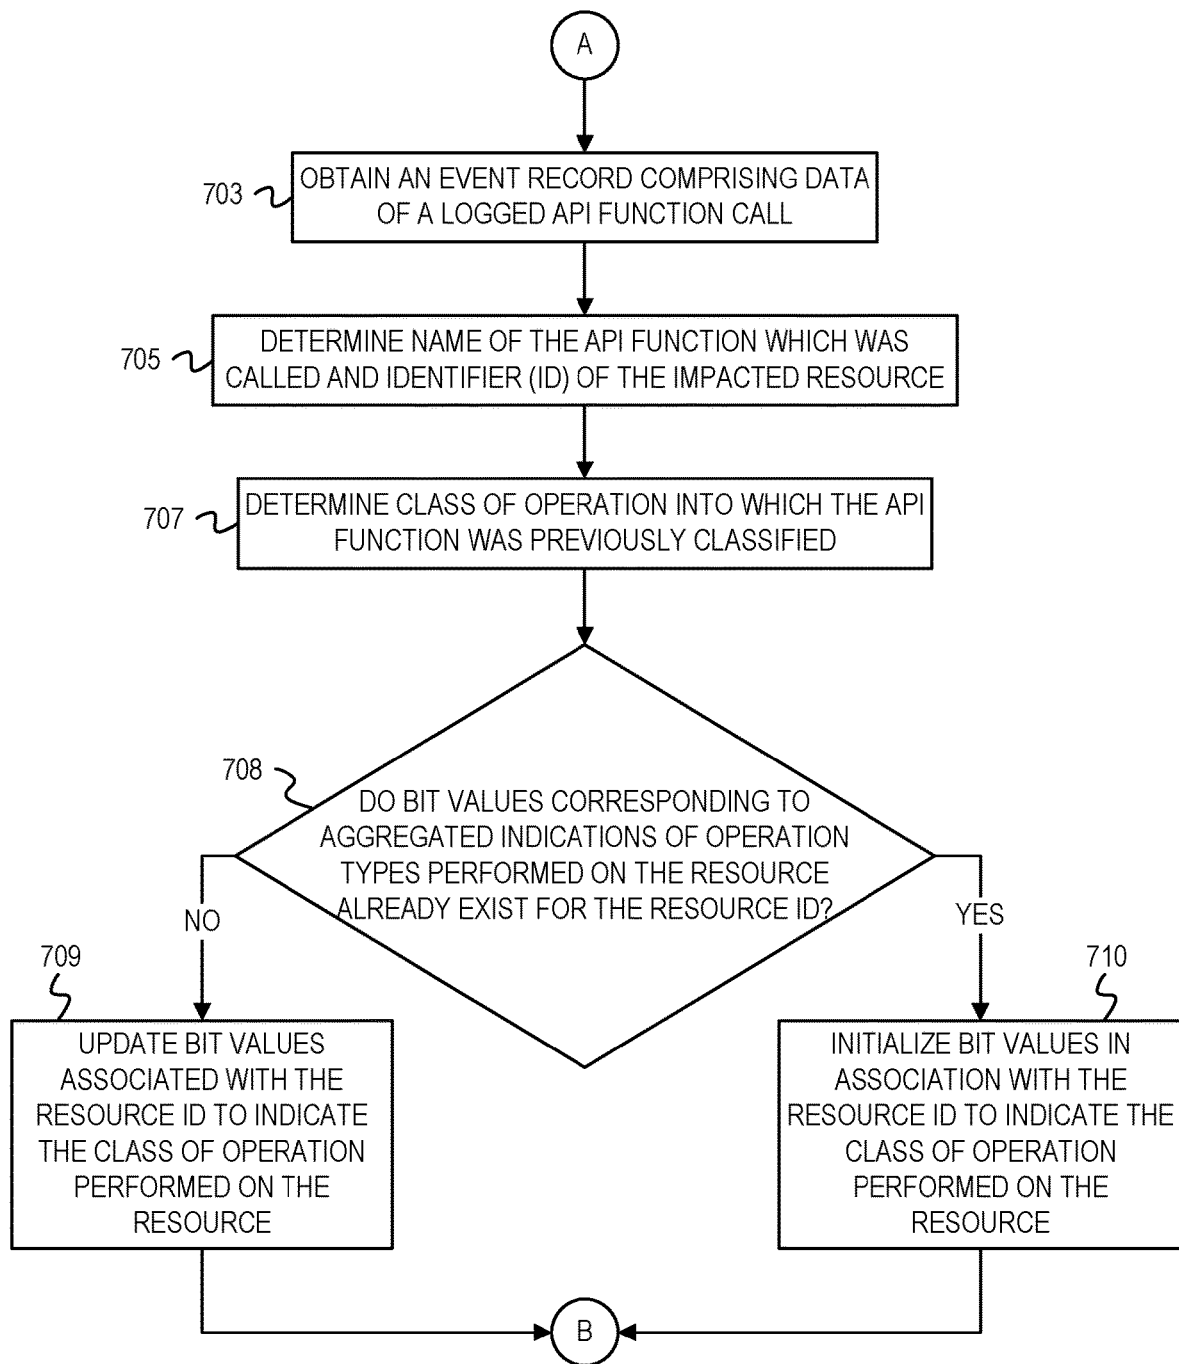 A
703
OBTAIN AN EVENT RECORD COMPRISING DATA
OF A LOGGED API FUNCTION CALL
705
DETERMINE NAME OF THE API FUNCTION WHICH WAS
CALLED AND IDENTIFIER (ID) OF THE IMPACTED RESOURCE
707
DETERMINE CLASS OF OPERATION INTO WHICH THE API
FUNCTION WAS PREVIOUSLY CLASSIFIED
708
DO BIT VALUES CORRESPONDING TO
AGGREGATED INDICATIONS OF OPERATION
TYPES PERFORMED ON THE RESOURCE
ALREADY EXIST FOR THE RESOURCE ID?
NO
YES
709
UPDATE BIT VALUES
ASSOCIATED WITH THE
RESOURCE ID TO INDICATE
THE CLASS OF OPERATION
PERFORMED ON THE
RESOURCE
710
INITIALIZE BIT VALUES IN
ASSOCIATION WITH THE
RESOURCE ID TO INDICATE THE
CLASS OF OPERATION
PERFORMED ON THE
RESOURCE
B